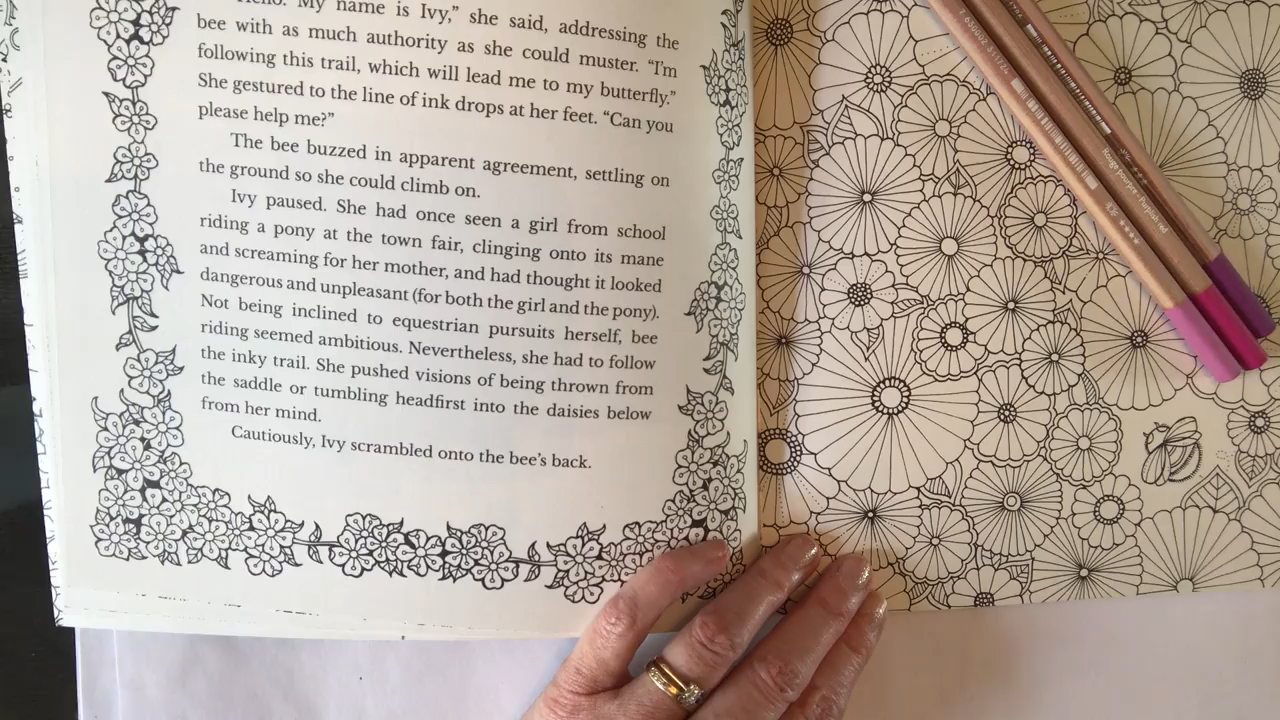 "Hello. My name is Ivy," she said, addressing the
bee with as much authority as she could muster. "I'm
following this trail, which will lead me to my butterfly."
She gestured to the line of ink drops at her feet. "Can you
please help me?"
The bee buzzed in apparent agreement, settling on
the ground so she could climb on.
Ivy paused. She had once seen a girl from school
riding a pony at the town fair, clinging onto its mane
and screaming for her mother, and had thought it looked
dangerous and unpleasant (for both the girl and the pony).
Not being inclined to equestrian pursuits herself, bee
riding seemed ambitious. Nevertheless, she had to follow
the inky trail. She pushed visions of being thrown from
the saddle or tumbling headfirst into the daisies below
from her mind.
Cautiously, Ivy scrambled onto the bee's back.
Rouge pourpre - Purplish red